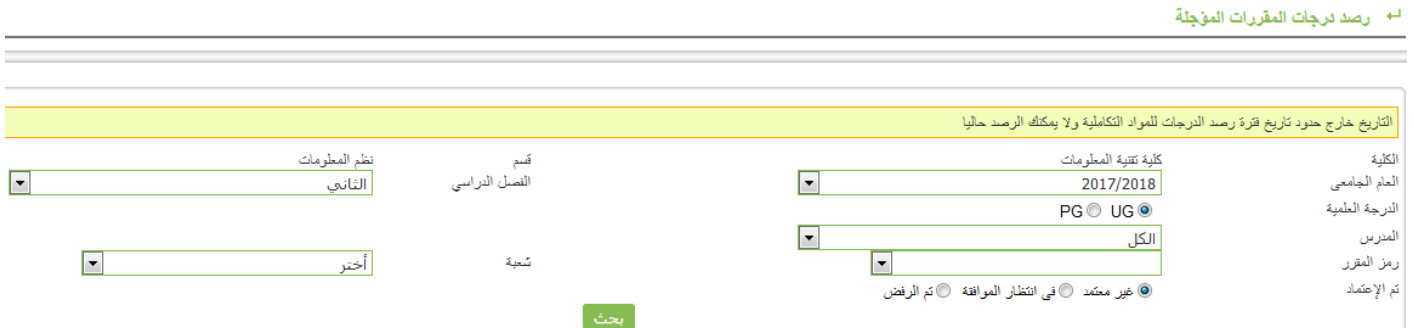 رصد درجات المقررات المؤجلة
التاريخ خارج حدود تاريخ فترة رصد الدرجات للمواد التكاملية ولا يمكنك الرصد حاليا
الكلية كلية تقنية المعلومات قسم نظم المعلومات
العام الجامعى 2017/2018 الفصل الدراسي الثاني
الدرجة العلمية UG PG
المدرس الكل
رمز المقرر شعبة أختر
تم الإعتماد غير معتمد فى انتظار الموافقة تم الرفض
بحث